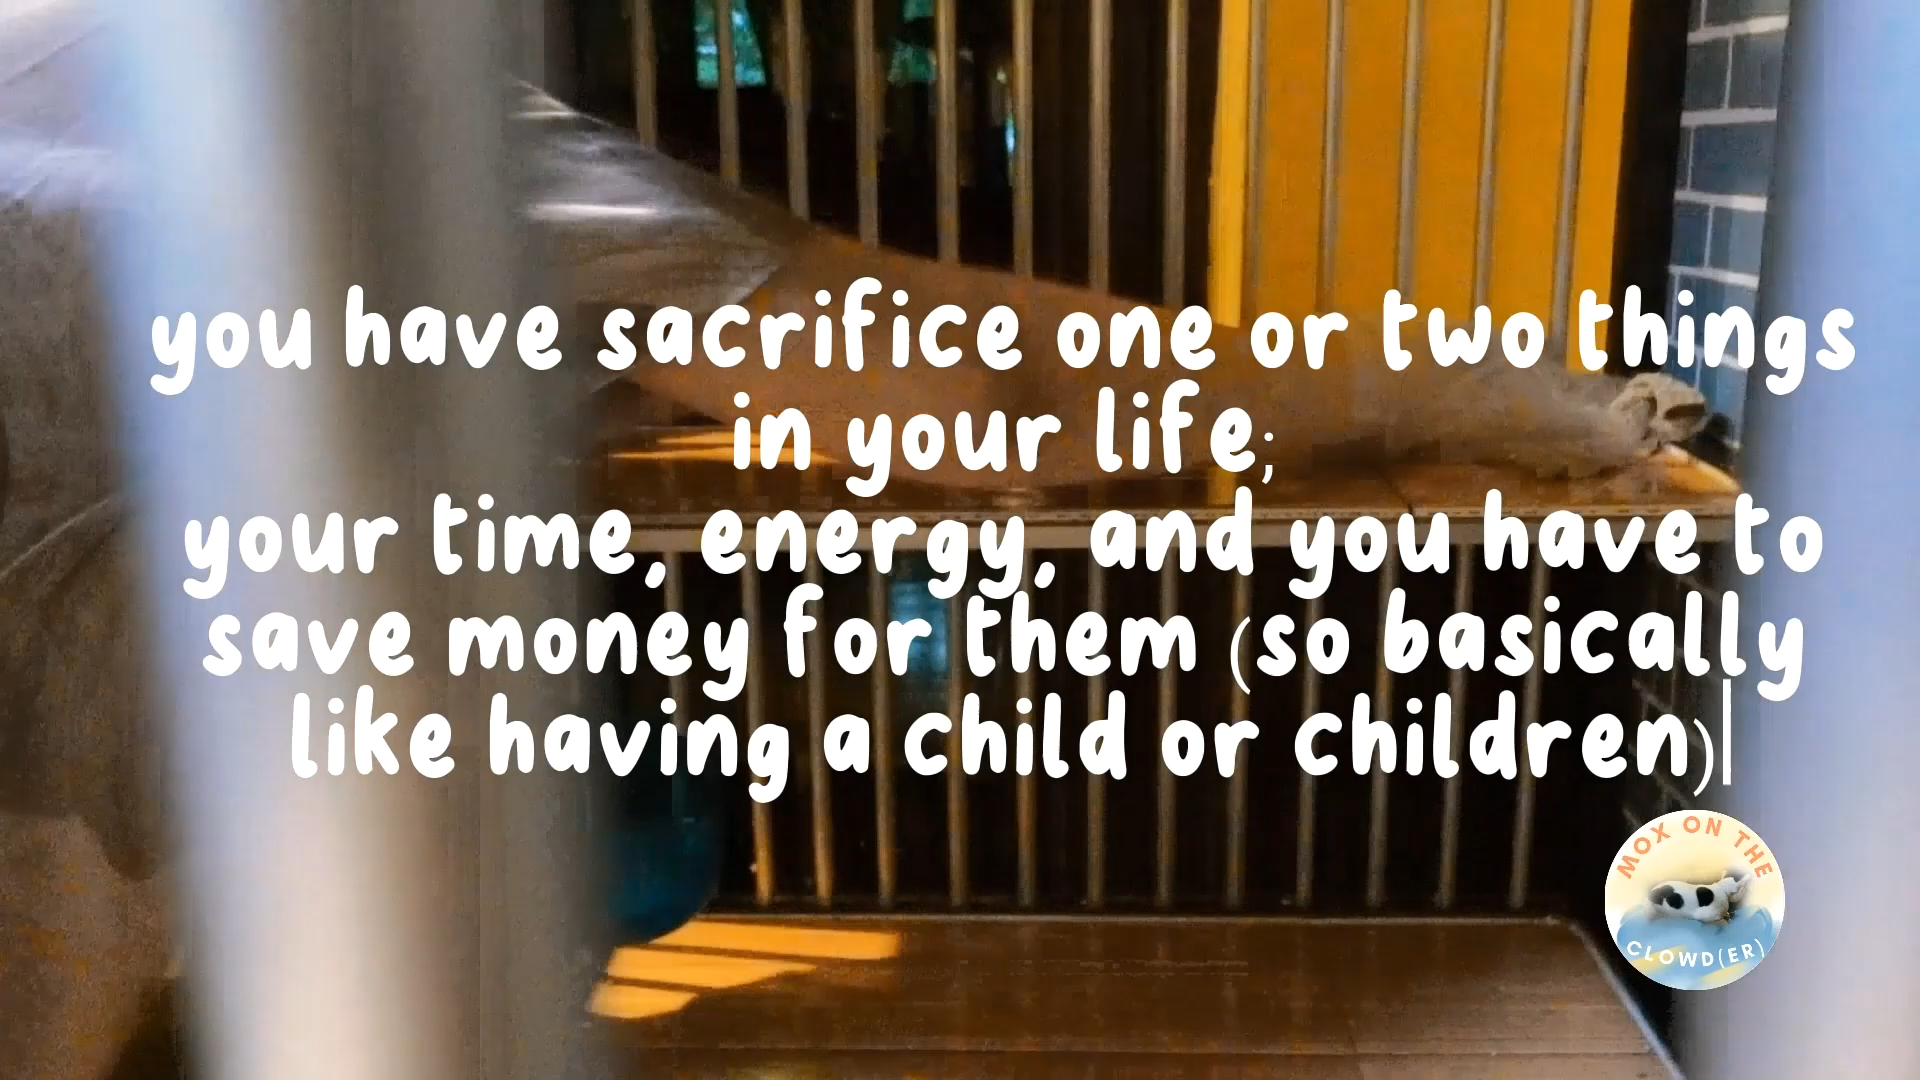 you have sacrifice one or two things
in your life;
your time, energy, and you have to
save money for them (so basically
like having a child or children)|
MOX ON THE
CLOWD(ER)